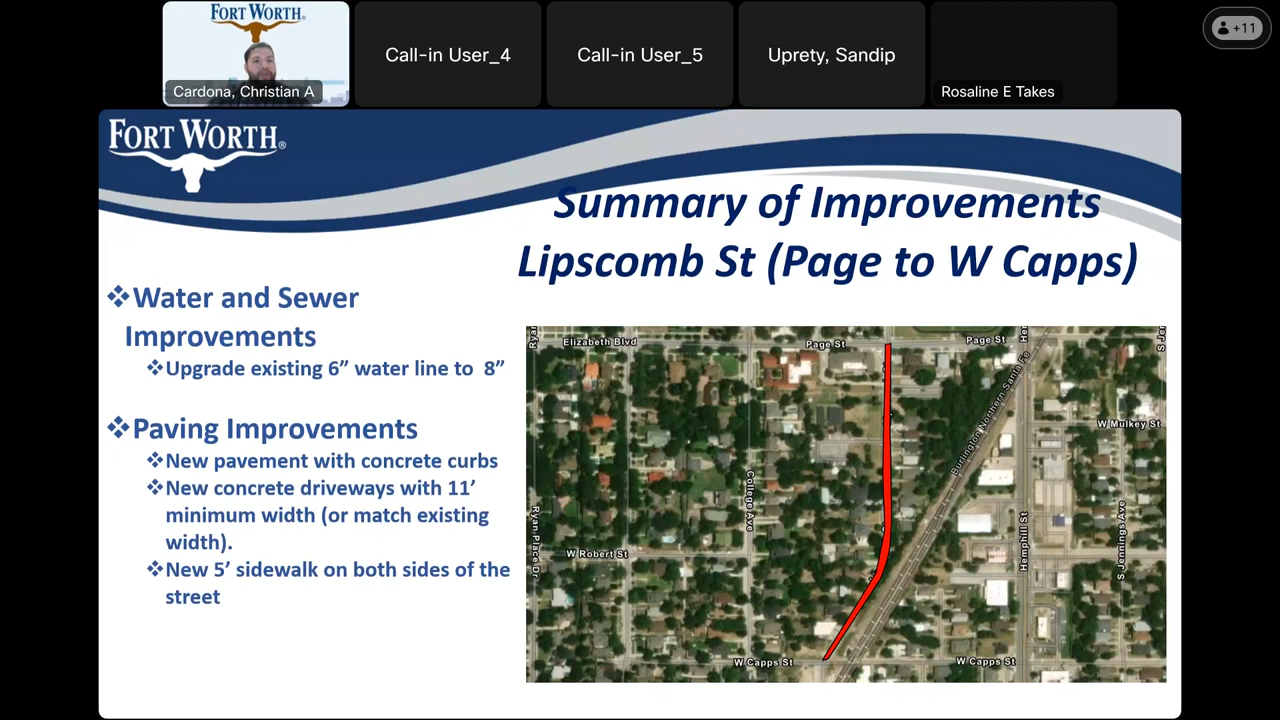 FORT WORTH®
Cardona, Christian A
Call-in User_4
Call-in User_5
Uprety, Sandip
Rosaline E Takes
+11
FORT WORTH®
Summary of Improvements
Lipscomb St (Page to W Capps)
❖Water and Sewer
Improvements
❖Upgrade existing 6” water line to 8”
❖Paving Improvements
❖New pavement with concrete curbs
❖New concrete driveways with 11’
minimum width (or match existing
width).
❖New 5’ sidewalk on both sides of the
street
Elizabeth Blvd
Page St
Page St
Burlington Northern Santa Fe
W Mulkey St
College Ave
Ryan Place Dr
W Robert St
Hemphill St
S Jennings Ave
W Capps St
W Capps St